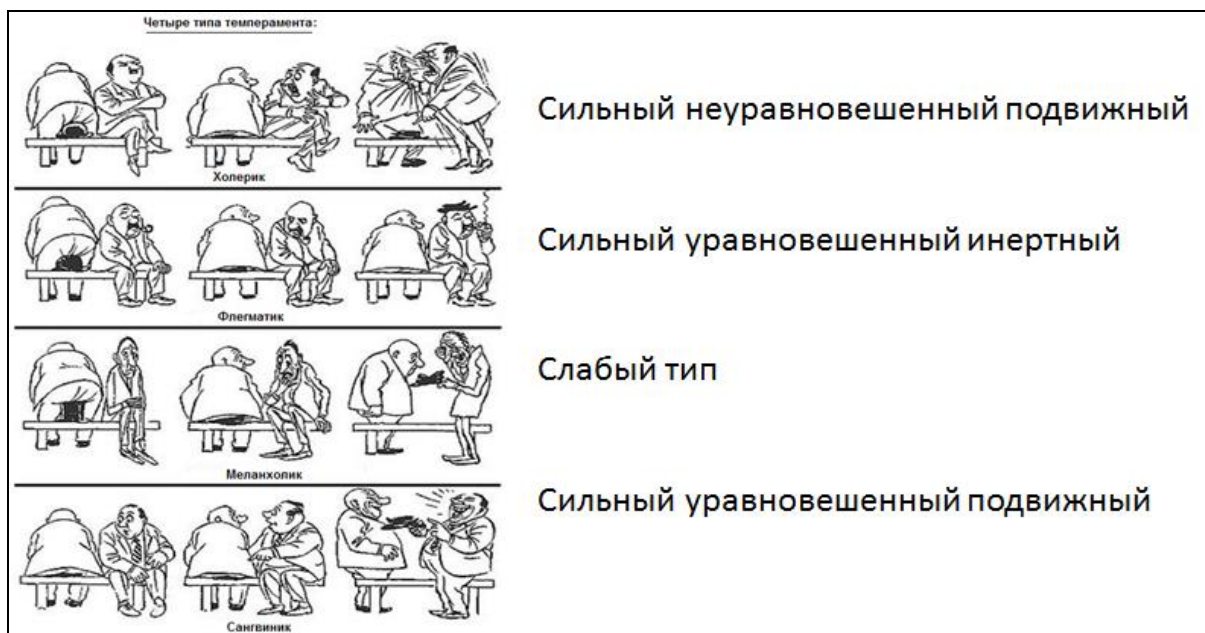 Четыре типа темперамента:
Холерик
Сильный неуравновешенный подвижный
Флегматик
Сильный уравновешенный инертный
Меланхолик
Слабый тип
Сангвиник
Сильный уравновешенный подвижный